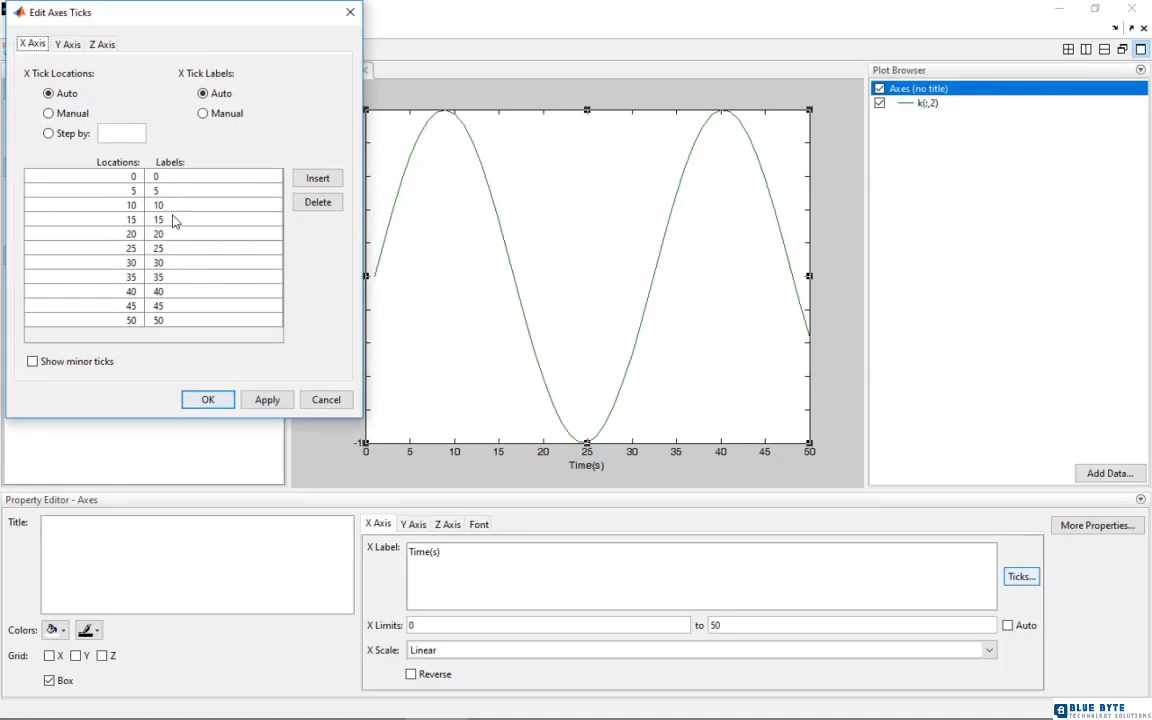 Edit Axes Ticks
X Axis Y Axis Z Axis
X Tick Locations: X Tick Labels:
Auto Auto
Manual Manual
Step by:
Locations: Labels:
0 0
5 5
10 10
15 15
20 20
25 25
30 30
35 35
40 40
45 45
50 50
Insert
Delete
Show minor ticks
OK Apply Cancel
Plot Browser
Axes (no title)
k(:,2)
-1
0 5 10 15 20 25 30 35 40 45 50
Time(s)
Add Data...
Property Editor - Axes
Title:
Colors:
Grid: X Y Z
Box
X Axis Y Axis Z Axis Font
X Label: Time(s)
Ticks...
X Limits: 0 to 50 Auto
X Scale: Linear
Reverse
More Properties...
BLUE BYTE
TECHNOLOGY SOLUTIONS